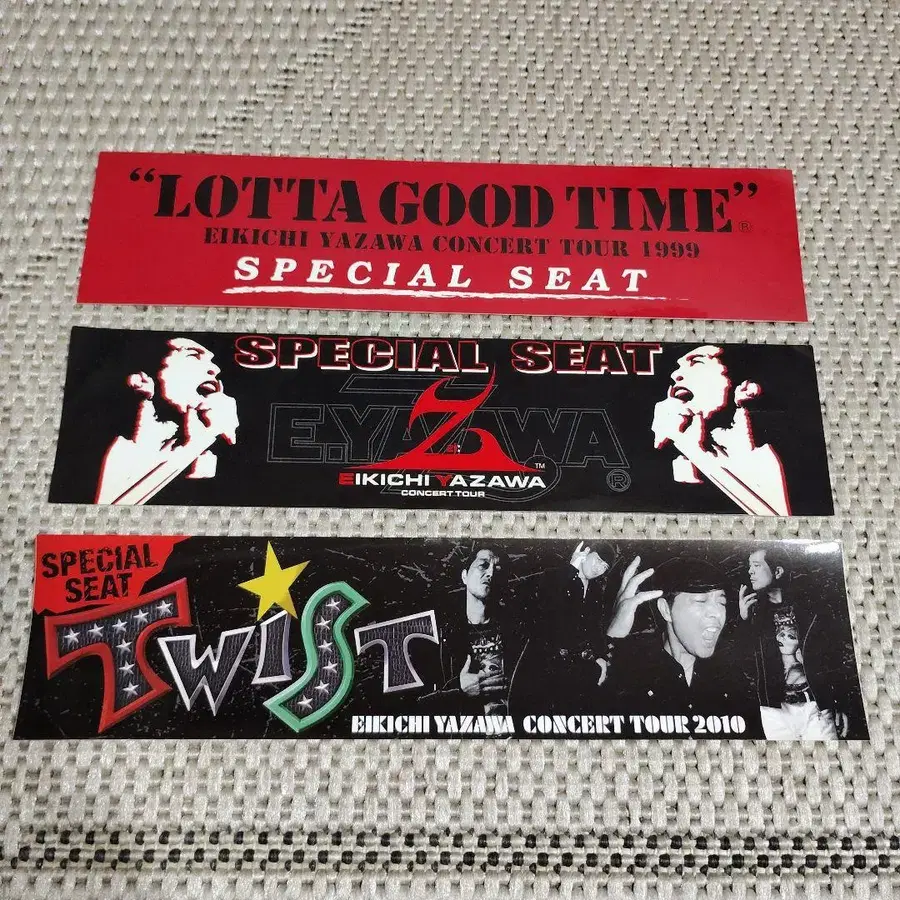 “LOTTA GOOD TIME”®
EIKICHI YAZAWA CONCERT TOUR 1999
SPECIAL SEAT
SPECIAL SEAT
E.YAZAWA®
Z
EIKICHI YAZAWA™
CONCERT TOUR
SPECIAL
SEAT
TWiST
EIKICHI YAZAWA CONCERT TOUR 2010